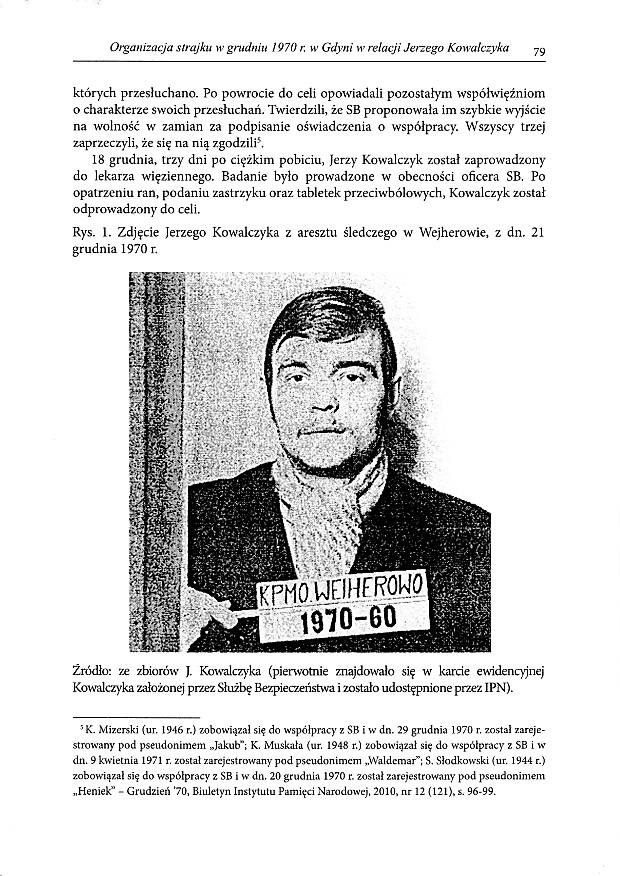 Organizacja strajku w grudniu 1970 r. w Gdyni w relacji Jerzego Kowalczyka 79
których przesłuchano. Po powrocie do celi opowiadali pozostałym współwięźniom
o charakterze swoich przesłuchań. Twierdzili, że SB proponowała im szybkie wyjście
na wolność w zamian za podpisanie oświadczenia o współpracy. Wszyscy trzej
zaprzeczyli, że się na nią zgodzili⁵.
18 grudnia, trzy dni po ciężkim pobiciu, Jerzy Kowalczyk został zaprowadzony
do lekarza więziennego. Badanie było prowadzone w obecności oficera SB. Po
opatrzeniu ran, podaniu zastrzyku oraz tabletek przeciwbólowych, Kowalczyk został
odprowadzony do celi.
Rys. 1. Zdjęcie Jerzego Kowalczyka z aresztu śledczego w Wejherowie, z dn. 21
grudnia 1970 r.
KPMO.WEJHEROWO
1970-60
Źródło: ze zbiorów J. Kowalczyka (pierwotnie znajdowało się w karcie ewidencyjnej
Kowalczyka założonej przez Służbę Bezpieczeństwa i zostało udostępnione przez IPN).
⁵ K. Mizerski (ur. 1946 r.) zobowiązał się do współpracy z SB i w dn. 29 grudnia 1970 r. został zareje-
strowany pod pseudonimem „Jakub”; K. Muskała (ur. 1948 r.) zobowiązał się do współpracy z SB i w
dn. 9 kwietnia 1971 r. został zarejestrowany pod pseudonimem „Waldemar”; S. Słodkowski (ur. 1944 r.)
zobowiązał się do współpracy z SB i w dn. 20 grudnia 1970 r. został zarejestrowany pod pseudonimem
„Heniek” – Grudzień ’70, Biuletyn Instytutu Pamięci Narodowej, 2010, nr 12 (121), s. 96-99.